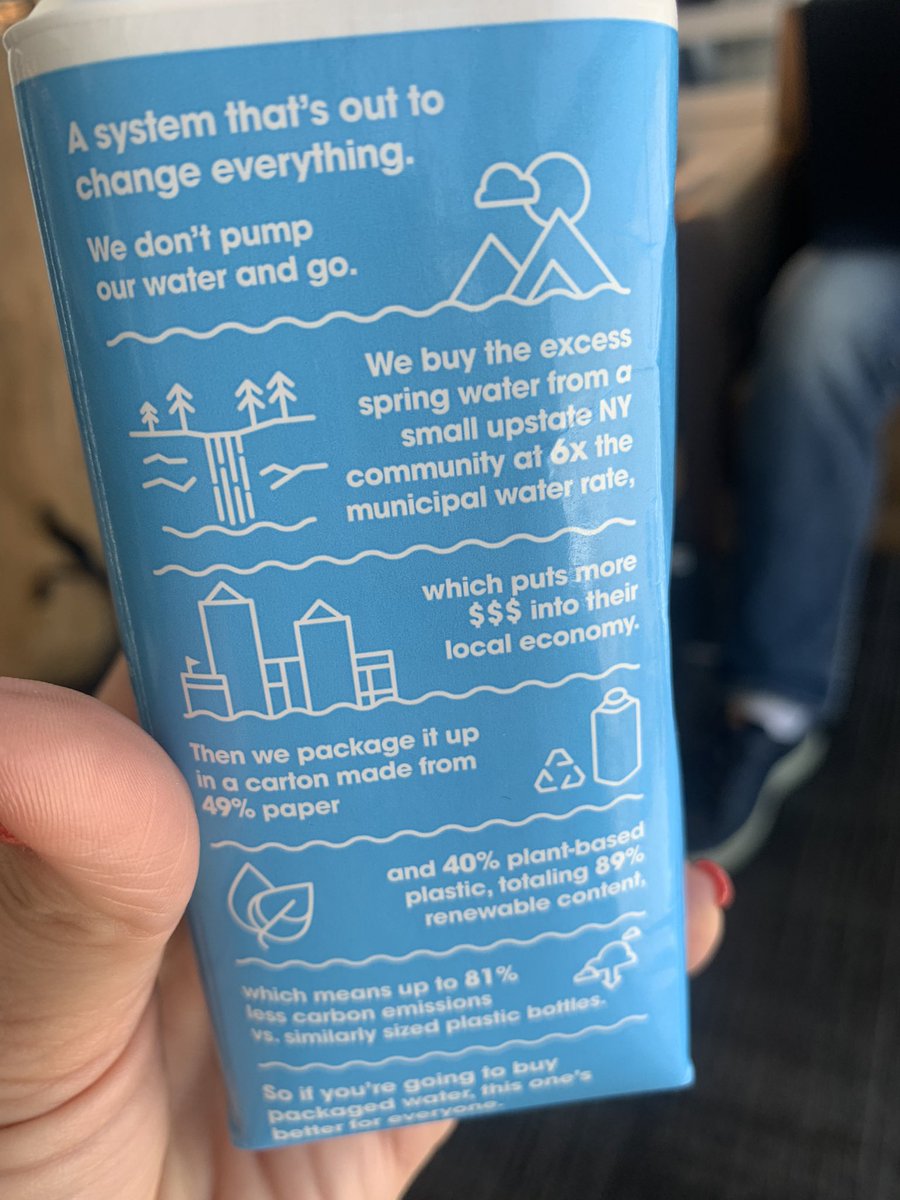 A system that's out to
change everything.
We don't pump
our water and go.
We buy the excess
spring water from a
small upstate NY
community at 6x the
municipal water rate,
which puts more
$$$ into their
local economy.
Then we package it up
in a carton made from
49% paper
and 40% plant-based
plastic, totaling 89%
renewable content,
which means up to 81%
less carbon emissions
vs. similarly sized plastic bottles.
So if you're going to buy
packaged water, this one's
better for everyone.